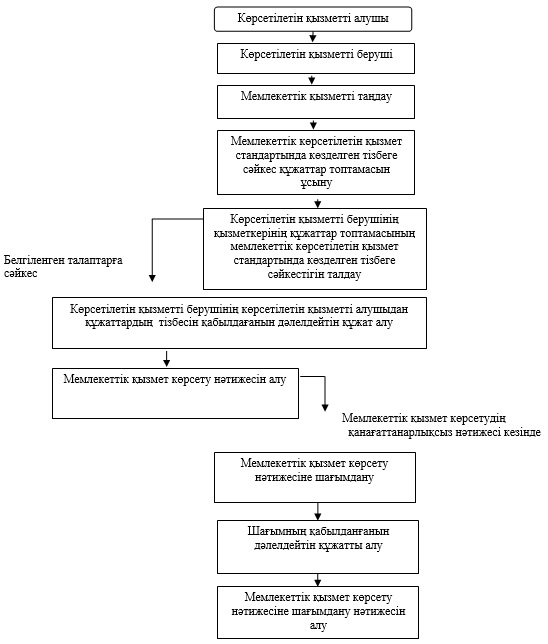 Көрсетілетін қызметті алушы
Көрсетілетін қызметті беруші
Мемлекеттік қызметті таңдау
Мемлекеттік көрсетілетін қызмет
стандартында көзделген тізбеге
сәйкес құжаттар топтамасын
ұсыну
Көрсетілетін қызметті берушінің
қызметкерінің құжаттар топтамасының
мемлекеттік көрсетілетін қызмет
стандартында көзделген тізбеге
сәйкестігін талдау
Белгіленген талаптарға
сәйкес
Көрсетілетін қызметті берушінің көрсетілетін қызметті алушыдан
құжаттардың тізбесін қабылдағанын дәлелдейтін құжат алу
Мемлекеттік қызмет көрсету нәтижесін алу
Мемлекеттік қызмет көрсетудің
қанағаттанарлықсыз нәтижесі кезінде
Мемлекеттік қызмет көрсету
нәтижесіне шағымдану
Шағымның қабылданғанын
дәлелдейтін құжатты алу
Мемлекеттік қызмет көрсету
нәтижесіне шағымдану нәтижесін
алу